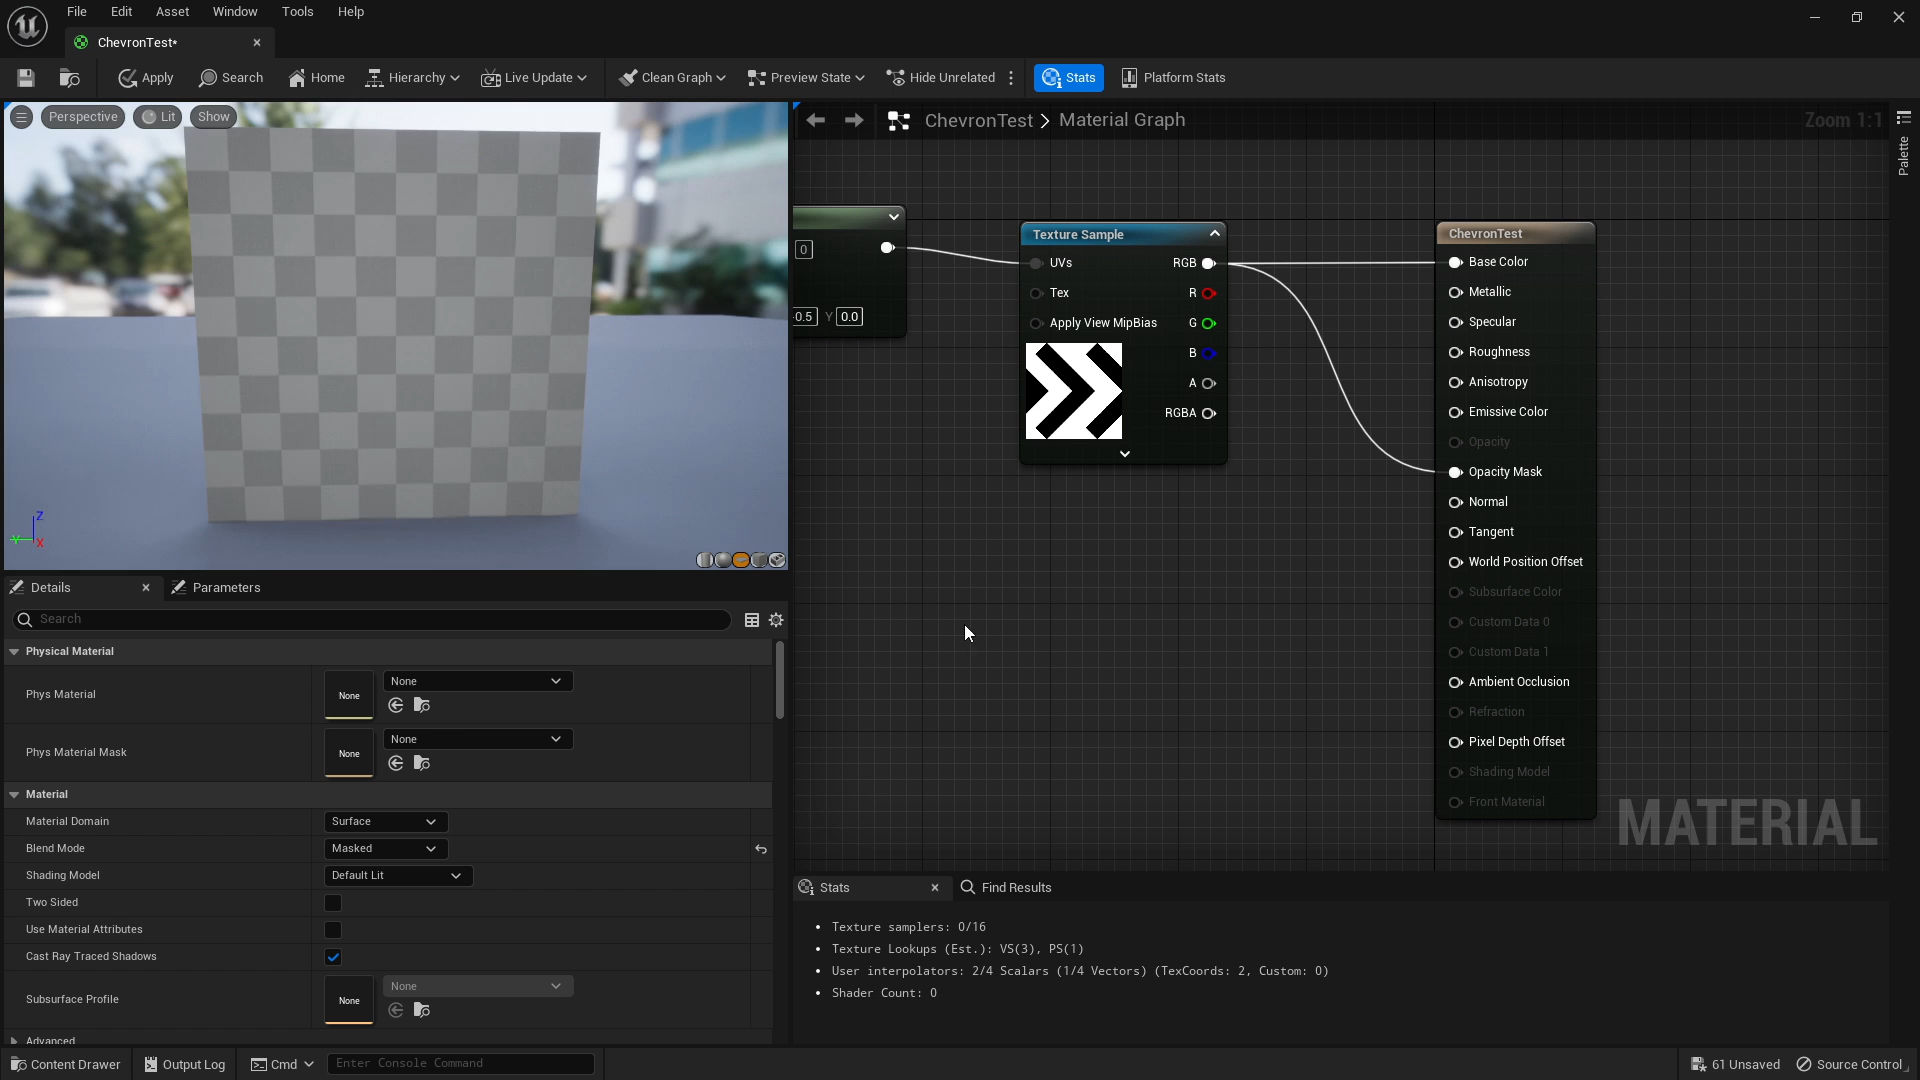 File Edit Asset Window Tools Help
ChevronTest*
Apply Search Home Hierarchy Live Update Clean Graph Preview State Hide Unrelated Stats Platform Stats
Perspective Lit Show
ChevronTest > Material Graph
Zoom 1:1
Palette
0
0.5 Y 0.0
Texture Sample
UVs RGB
Tex R
Apply View MipBias G
B
A
RGBA
ChevronTest
Base Color
Metallic
Specular
Roughness
Anisotropy
Emissive Color
Opacity
Opacity Mask
Normal
Tangent
World Position Offset
Subsurface Color
Custom Data 0
Custom Data 1
Ambient Occlusion
Refraction
Pixel Depth Offset
Shading Model
Front Material
MATERIAL
Z
Y
X
Details Parameters
Search
Physical Material
Phys Material None None
Phys Material Mask None None
Material
Material Domain Surface
Blend Mode Masked
Shading Model Default Lit
Two Sided
Use Material Attributes
Cast Ray Traced Shadows
Subsurface Profile None None
Advanced
Stats Find Results
• Texture samplers: 0/16
• Texture Lookups (Est.): VS(3), PS(1)
• User interpolators: 2/4 Scalars (1/4 Vectors) (TexCoords: 2, Custom: 0)
• Shader Count: 0
Content Drawer Output Log Cmd Enter Console Command 61 Unsaved Source Control